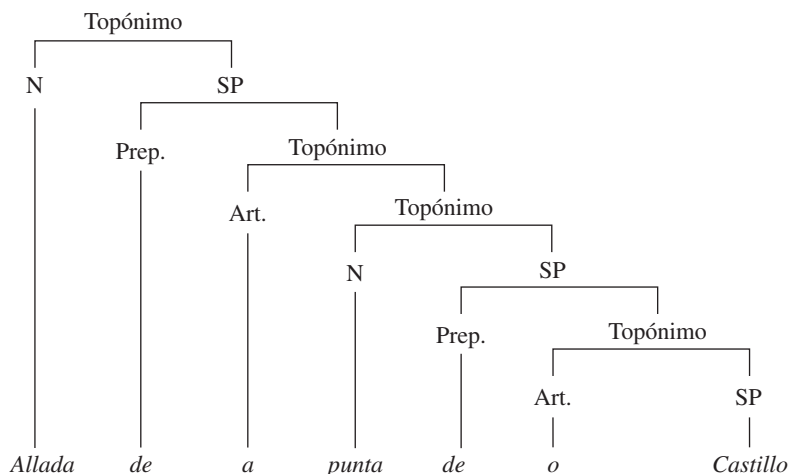 Topónimo
N SP
Prep. Topónimo
Art. Topónimo
N SP
Prep. Topónimo
Art. SP
Allada de a punta de o Castillo